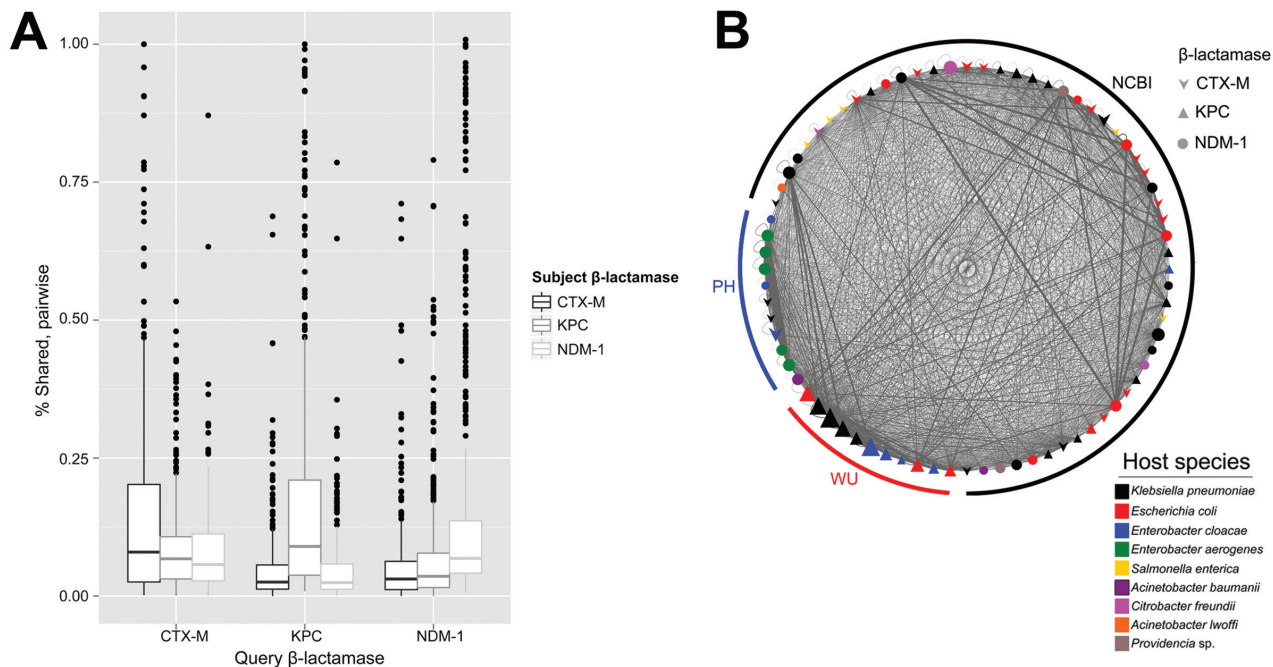 A
1.00
0.75
0.50
0.25
0.00
% Shared, pairwise
CTX-M
KPC
NDM-1
Query β-lactamase
Subject β-lactamase
CTX-M
KPC
NDM-1
B
NCBI
PH
WU
β-lactamase
CTX-M
KPC
NDM-1
Host species
Klebsiella pneumoniae
Escherichia coli
Enterobacter cloacae
Enterobacter aerogenes
Salmonella enterica
Acinetobacter baumanii
Citrobacter freundii
Acinetobacter lwoffi
Providencia sp.